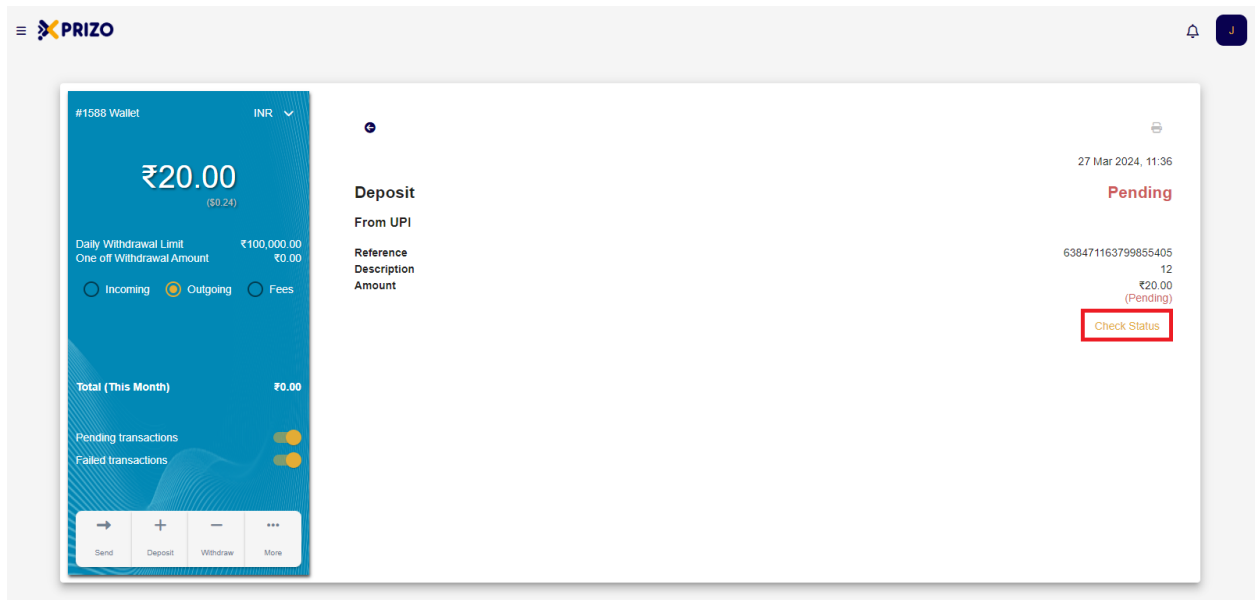 XPRIZO
J
#1588 Wallet INR
₹20.00
($0.24)
Daily Withdrawal Limit ₹100,000.00
One off Withdrawal Amount ₹0.00
Incoming Outgoing Fees
Total (This Month) ₹0.00
Pending transactions
Failed transactions
Send Deposit Withdraw More
27 Mar 2024, 11:36
Deposit Pending
From UPI
Reference 638471163799855405
Description 12
Amount ₹20.00
(Pending)
Check Status